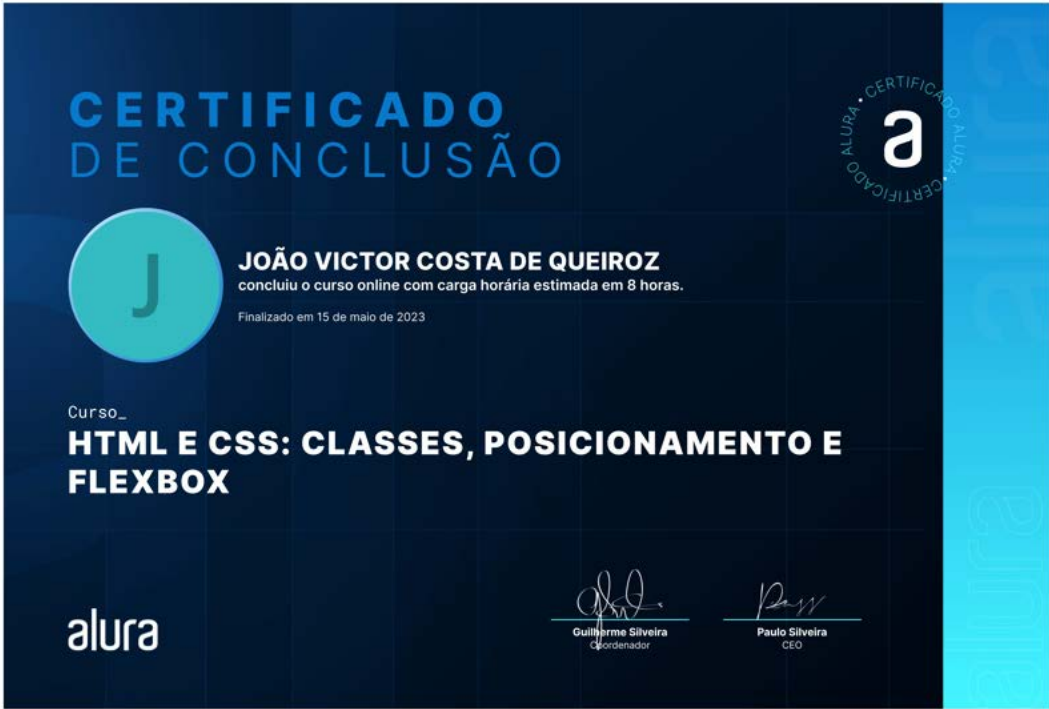 CERTIFICADO
DE CONCLUSÃO
CERTIFICADO ALURA • CERTIFICADO ALURA •
a
J
JOÃO VICTOR COSTA DE QUEIROZ
concluiu o curso online com carga horária estimada em 8 horas.
Finalizado em 15 de maio de 2023
Curso_
HTML E CSS: CLASSES, POSICIONAMENTO E
FLEXBOX
alura
Guilherme Silveira
Coordenador
Paulo Silveira
CEO
alura
alura